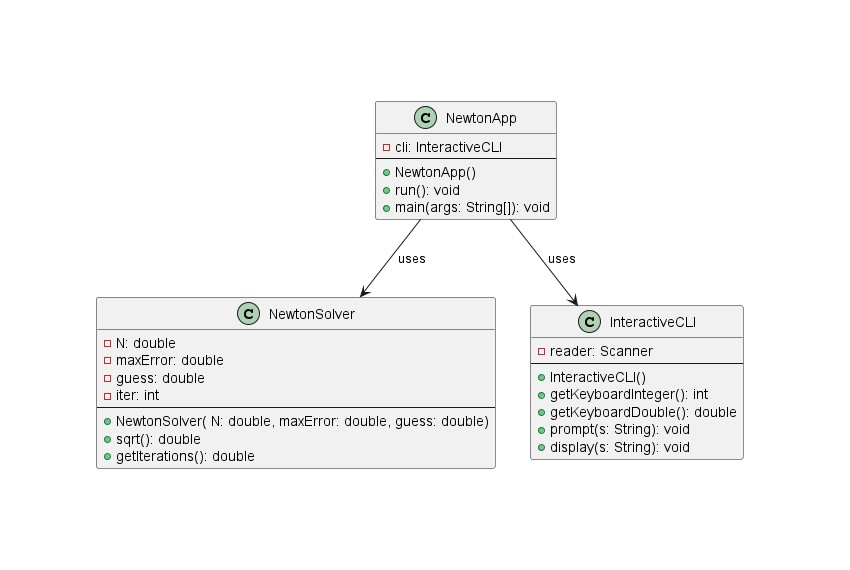 C NewtonApp
cli: InteractiveCLI
NewtonApp()
run(): void
main(args: String[]): void
uses
uses
C NewtonSolver
N: double
maxError: double
guess: double
iter: int
NewtonSolver( N: double, maxError: double, guess: double)
sqrt(): double
getIterations(): double
C InteractiveCLI
reader: Scanner
InteractiveCLI()
getKeyboardInteger(): int
getKeyboardDouble(): double
prompt(s: String): void
display(s: String): void